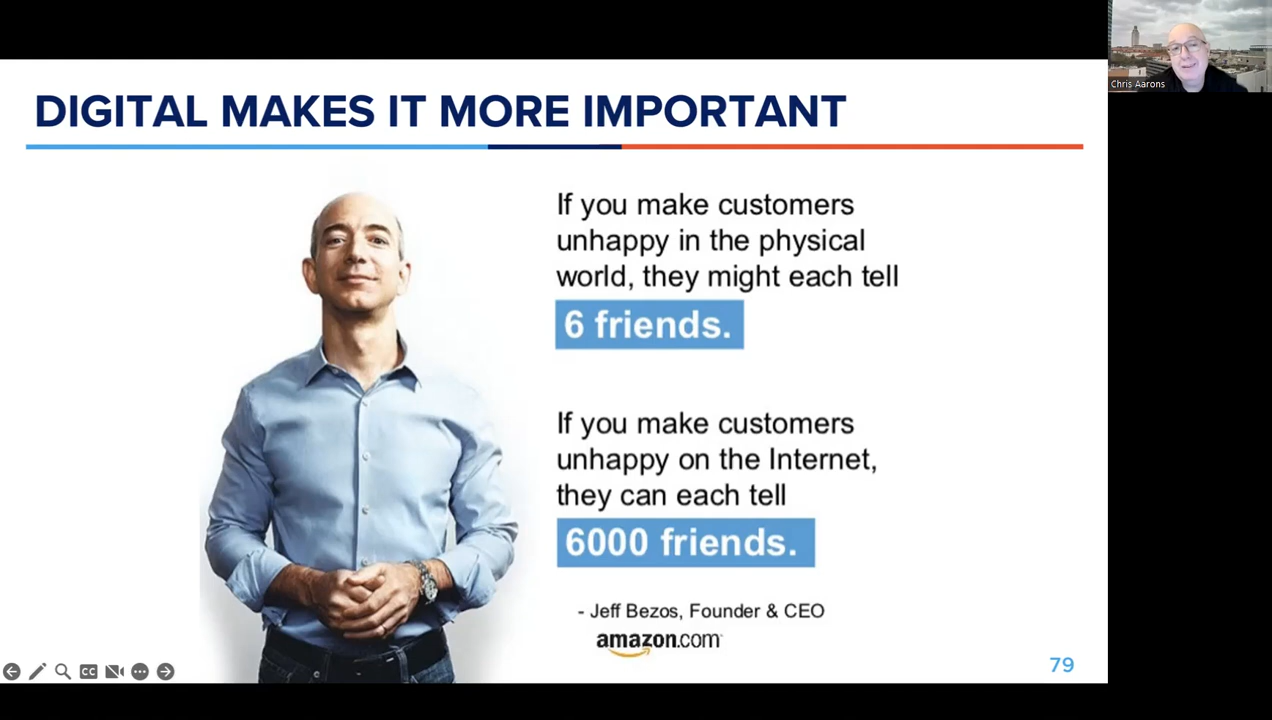 Chris Aarons
DIGITAL MAKES IT MORE IMPORTANT
If you make customers
unhappy in the physical
world, they might each tell
6 friends.
If you make customers
unhappy on the Internet,
they can each tell
6000 friends.
- Jeff Bezos, Founder & CEO
amazon.com
CC
79